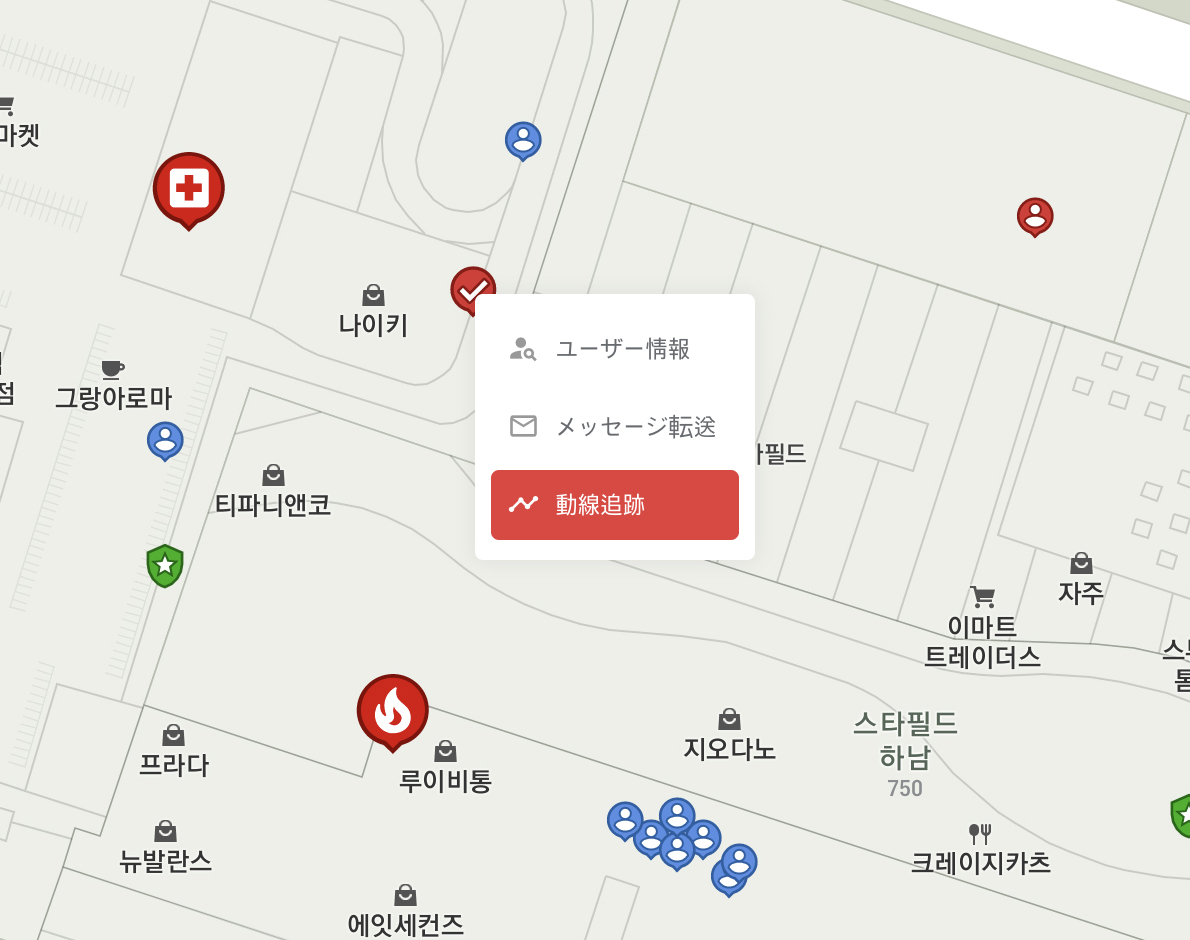 마켓
나이키
ユーザー情報
그랑아로마
점
メッセージ転送
필드
티파니앤코
動線追跡
자주
이마트
트레이더스
스타필드
하남
750
지오다노
프라다
루이비통
뉴발란스
크레이지카츠
에잇세컨즈